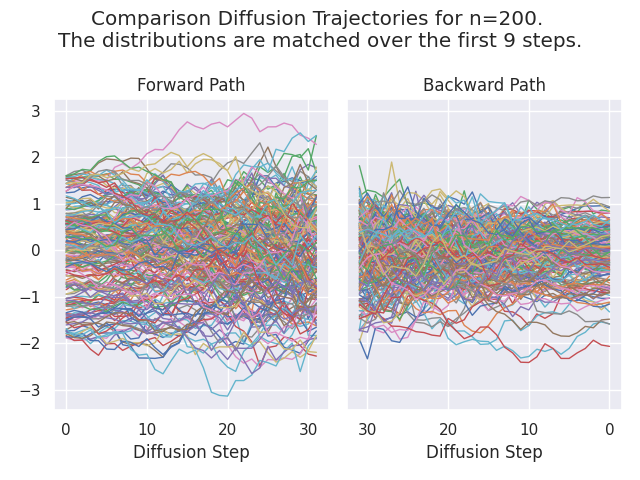 Comparison Diffusion Trajectories for n=200.
The distributions are matched over the first 9 steps.
Forward Path
Backward Path
3
2
1
0
−1
−2
−3
0
10
20
30
30
20
10
0
Diffusion Step
Diffusion Step